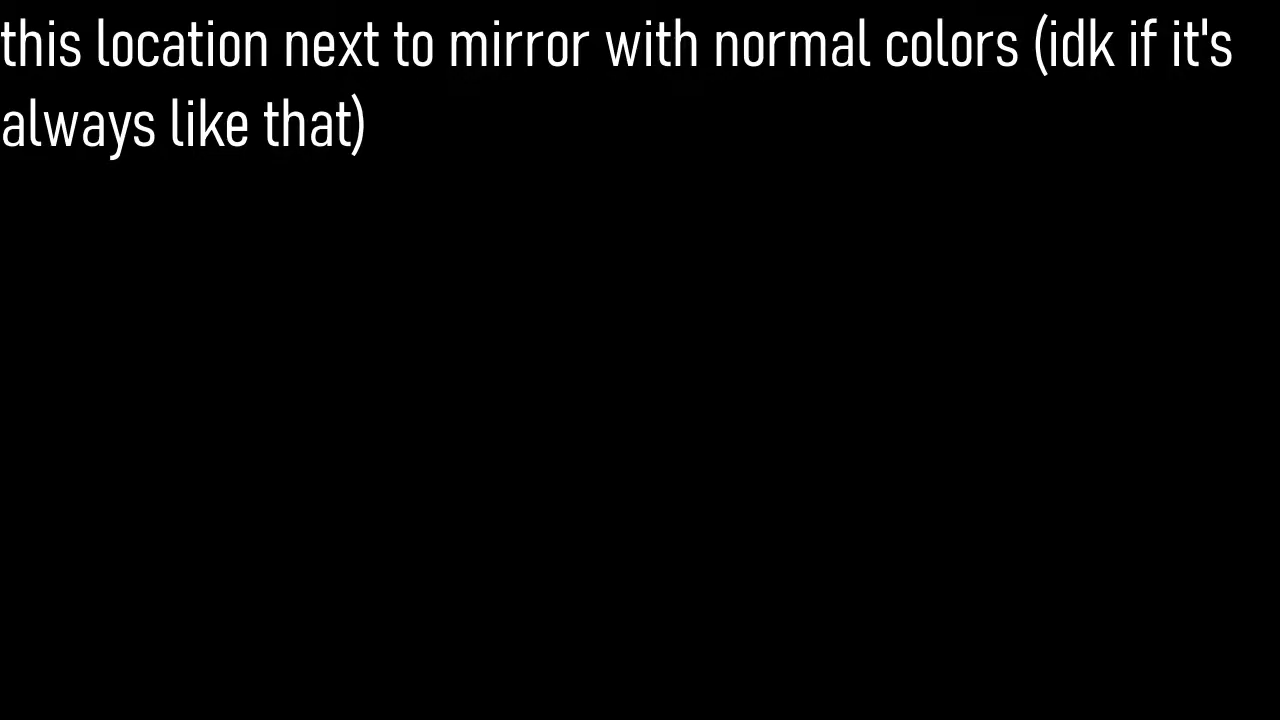 this location next to mirror with normal colors (idk if it's
always like that)